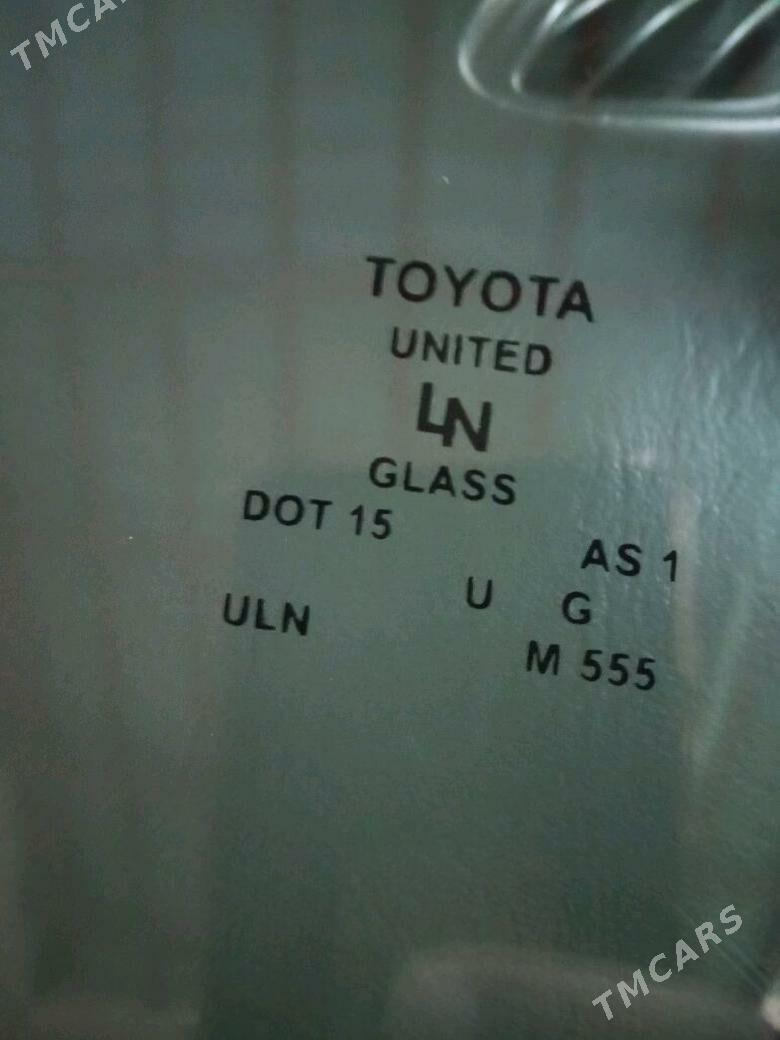 TMCARS
TOYOTA
UNITED
LN
GLASS
DOT 15
AS 1
U G
ULN
M 555
TMCARS